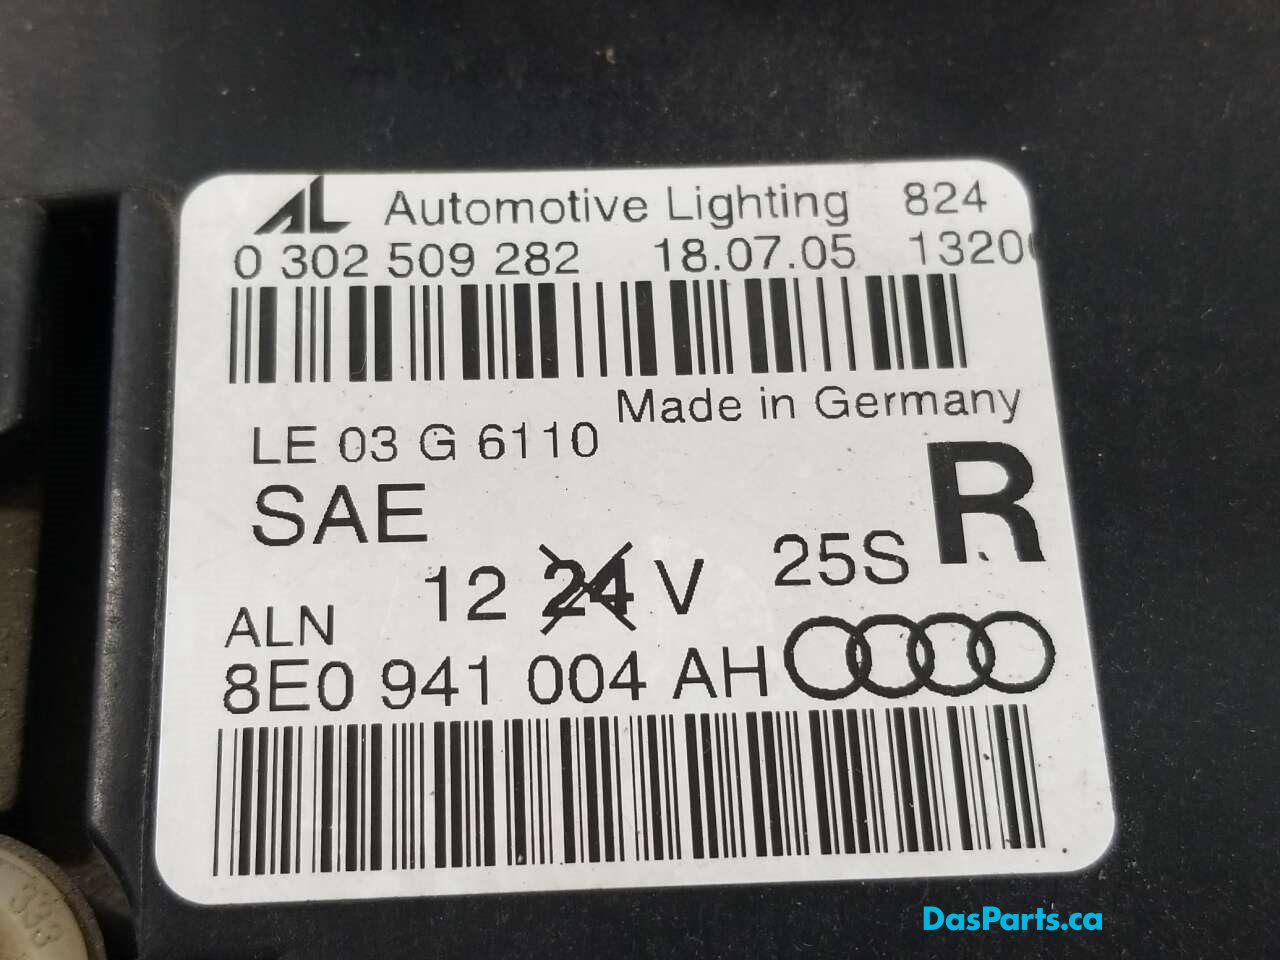 AL Automotive Lighting 824
0 302 509 282 18.07.05 1320
Made in Germany
LE 03 G 6110
SAE
R
12 24 V 25S
ALN
8E0 941 004 AH
333
DasParts.ca